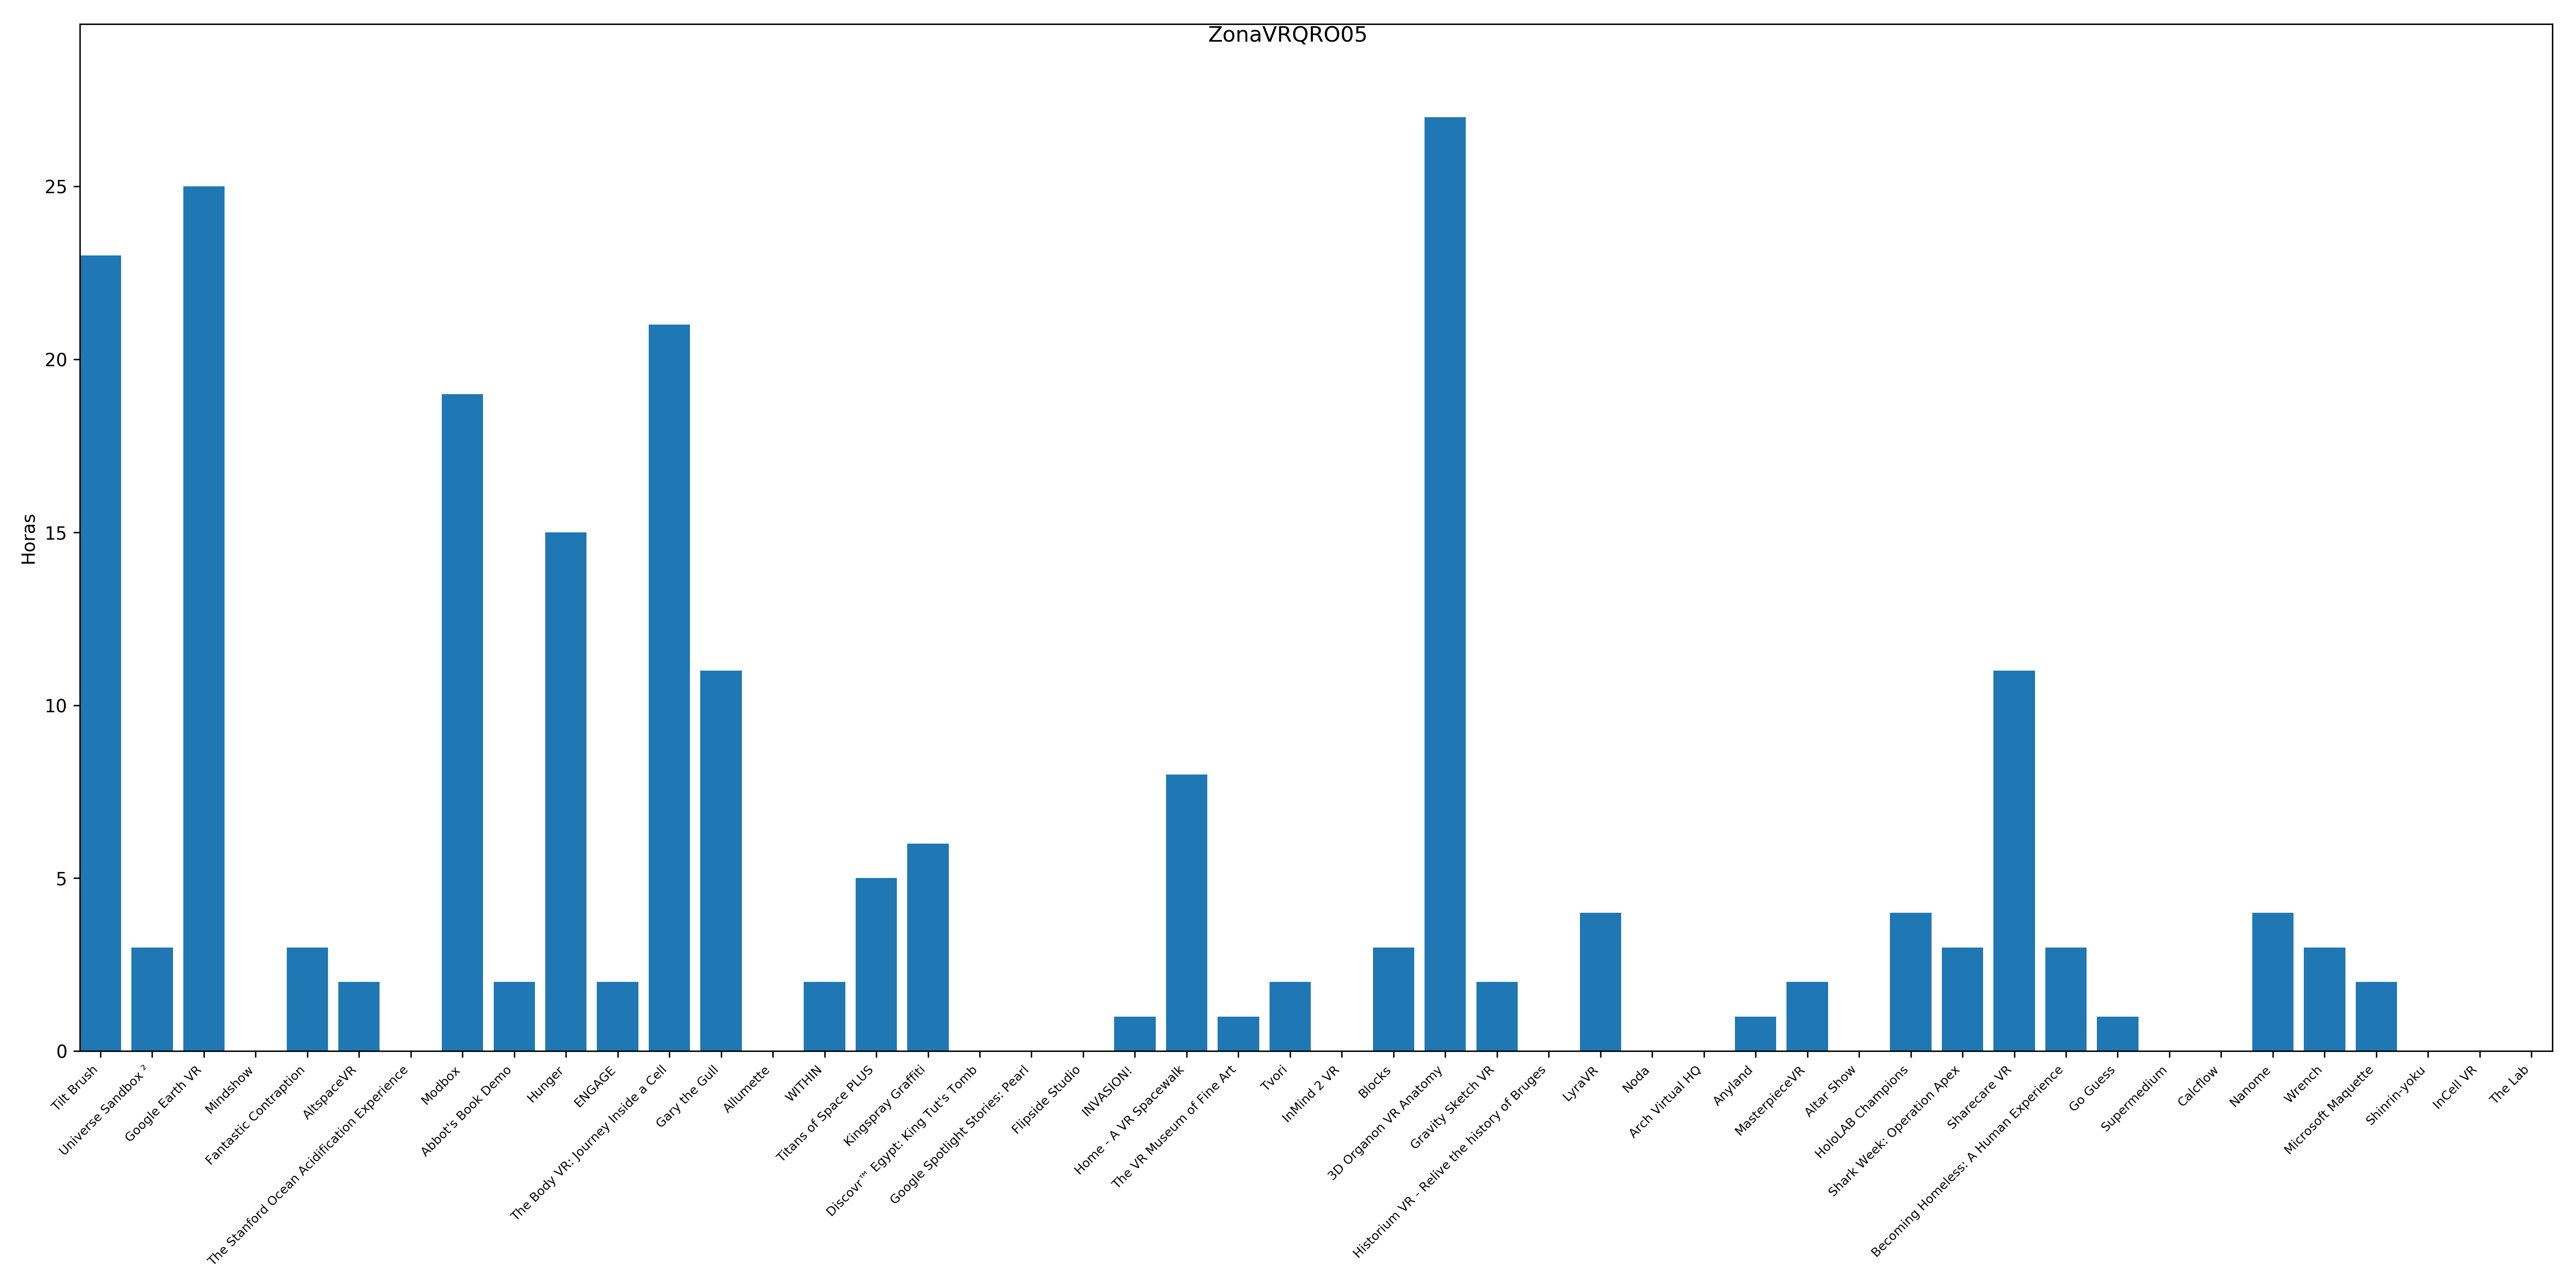 ZonaVRQRO05
Horas
25
20
15
10
5
0
Tilt Brush
Universe Sandbox ²
Google Earth VR
Mindshow
Fantastic Contraption
AltspaceVR
The Stanford Ocean Acidification Experience
Modbox
Abbot's Book Demo
Hunger
ENGAGE
The Body VR: Journey Inside a Cell
Gary the Gull
Allumette
WITHIN
Titans of Space PLUS
Kingspray Graffiti
Discovr™ Egypt: King Tut's Tomb
Google Spotlight Stories: Pearl
Flipside Studio
INVASION!
Home - A VR Spacewalk
The VR Museum of Fine Art
Tvori
InMind 2 VR
Blocks
3D Organon VR Anatomy
Gravity Sketch VR
Historium VR - Relive the history of Bruges
LyraVR
Noda
Arch Virtual HQ
Anyland
MasterpieceVR
Altar Show
HoloLAB Champions
Shark Week: Operation Apex
Sharecare VR
Becoming Homeless: A Human Experience
Go Guess
Supermedium
Calcflow
Nanome
Wrench
Microsoft Maquette
Shinrin-yoku
InCell VR
The Lab